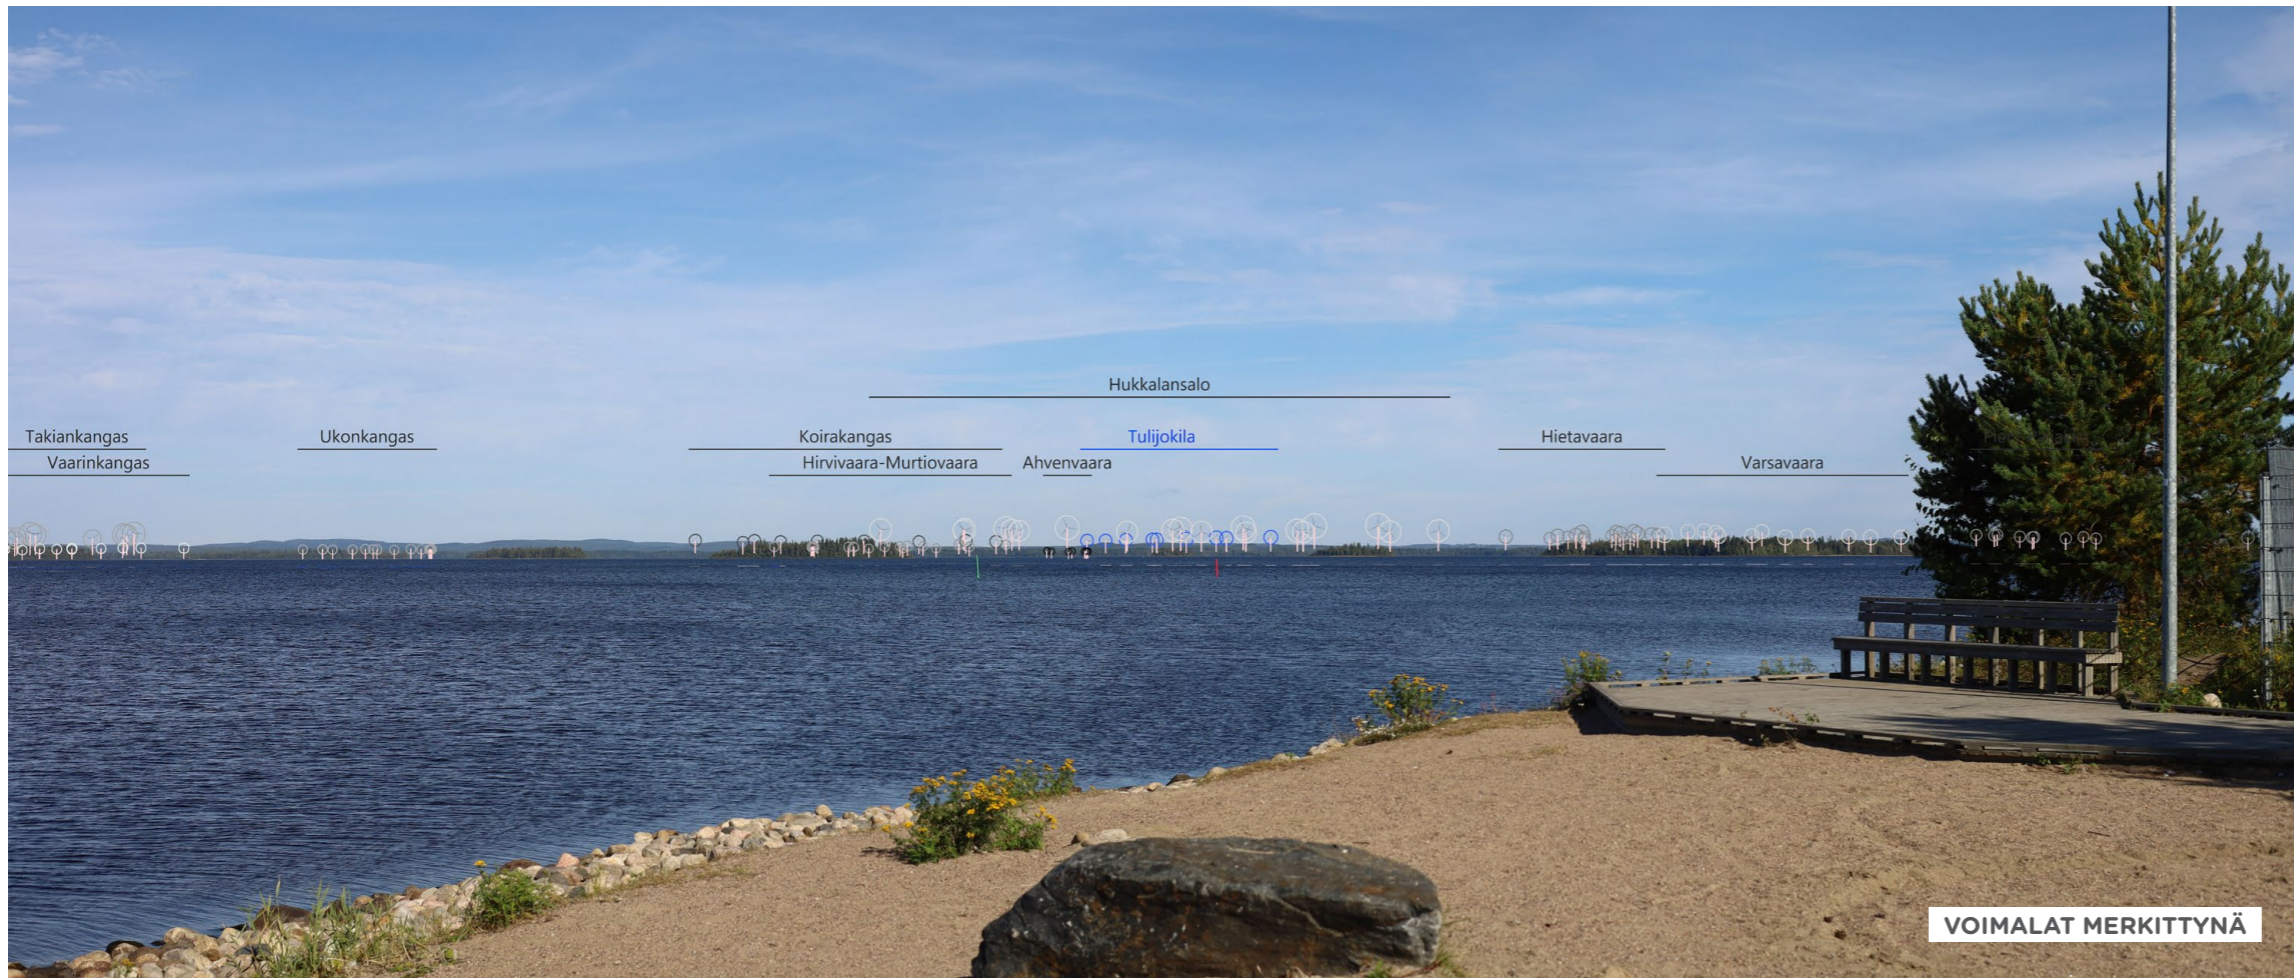 Hukkalansalo
Takiankangas
Ukonkangas
Koirakangas
Tulijokila
Hietavaara
Vaarinkangas
Hirvivaara-Murtiovaara
Ahvenvaara
Varsavaara
VOIMALAT MERKITTYNÄ